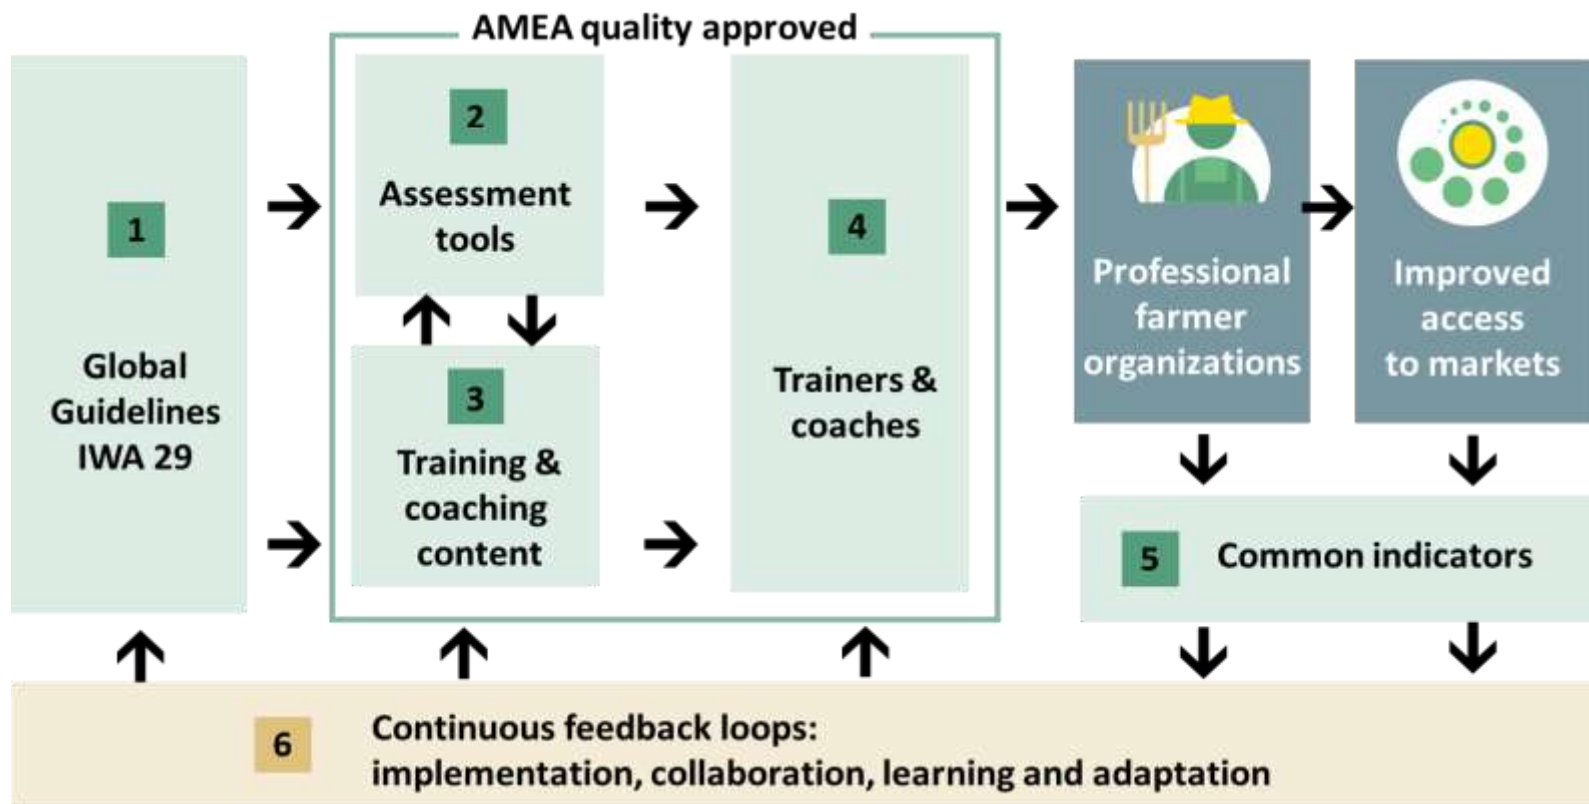 AMEA quality approved
1
Global
Guidelines
IWA 29
2
Assessment
tools
3
Training &
coaching
content
4
Trainers &
coaches
Professional
farmer
organizations
Improved
access
to markets
5
Common indicators
6
Continuous feedback loops:
implementation, collaboration, learning and adaptation